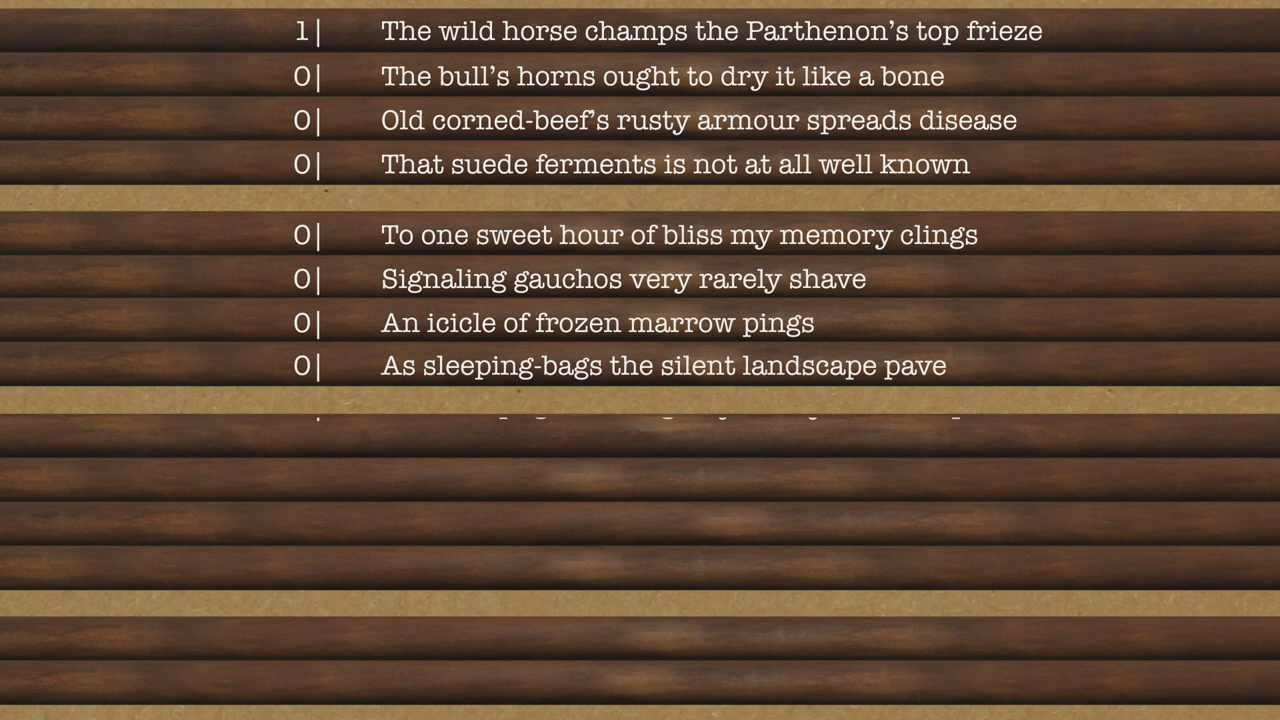 1| The wild horse champs the Parthenon’s top frieze
0| The bull’s horns ought to dry it like a bone
0| Old corned-beef’s rusty armour spreads disease
0| That suede ferments is not at all well known
0| To one sweet hour of bliss my memory clings
0| Signaling gauchos very rarely shave
0| An icicle of frozen marrow pings
0| As sleeping-bags the silent landscape pave